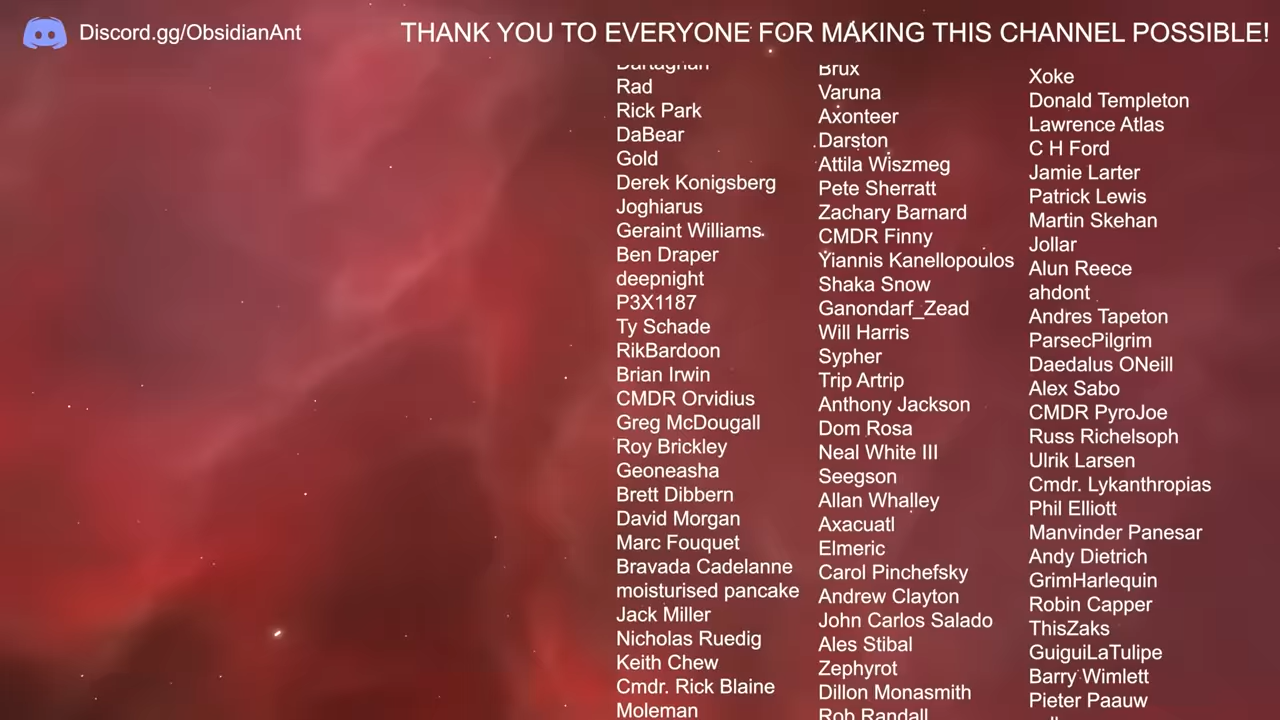 Discord.gg/ObsidianAnt
THANK YOU TO EVERYONE FOR MAKING THIS CHANNEL POSSIBLE!
Rad
Rick Park
DaBear
Gold
Derek Konigsberg
Joghiarus
Geraint Williams
Ben Draper
deepnight
P3X1187
Ty Schade
RikBardoon
Brian Irwin
CMDR Orvidius
Greg McDougall
Roy Brickley
Geoneasha
Brett Dibbern
David Morgan
Marc Fouquet
Bravada Cadelanne
moisturised pancake
Jack Miller
Nicholas Ruedig
Keith Chew
Cmdr. Rick Blaine
Moleman
Brux
Varuna
Axonteer
Darston
Attila Wiszmeg
Pete Sherratt
Zachary Barnard
CMDR Finny
Yiannis Kanellopoulos
Shaka Snow
Ganondarf_Zead
Will Harris
Sypher
Trip Artrip
Anthony Jackson
Dom Rosa
Neal White III
Seegson
Allan Whalley
Axacuatl
Elmeric
Carol Pinchefsky
Andrew Clayton
John Carlos Salado
Ales Stibal
Zephyrot
Dillon Monasmith
Rob Randall
Xoke
Donald Templeton
Lawrence Atlas
C H Ford
Jamie Larter
Patrick Lewis
Martin Skehan
Jollar
Alun Reece
ahdont
Andres Tapeton
ParsecPilgrim
Daedalus ONeill
Alex Sabo
CMDR PyroJoe
Russ Richelsoph
Ulrik Larsen
Cmdr. Lykanthropias
Phil Elliott
Manvinder Panesar
Andy Dietrich
GrimHarlequin
Robin Capper
ThisZaks
GuiguiLaTulipe
Barry Wimlett
Pieter Paauw